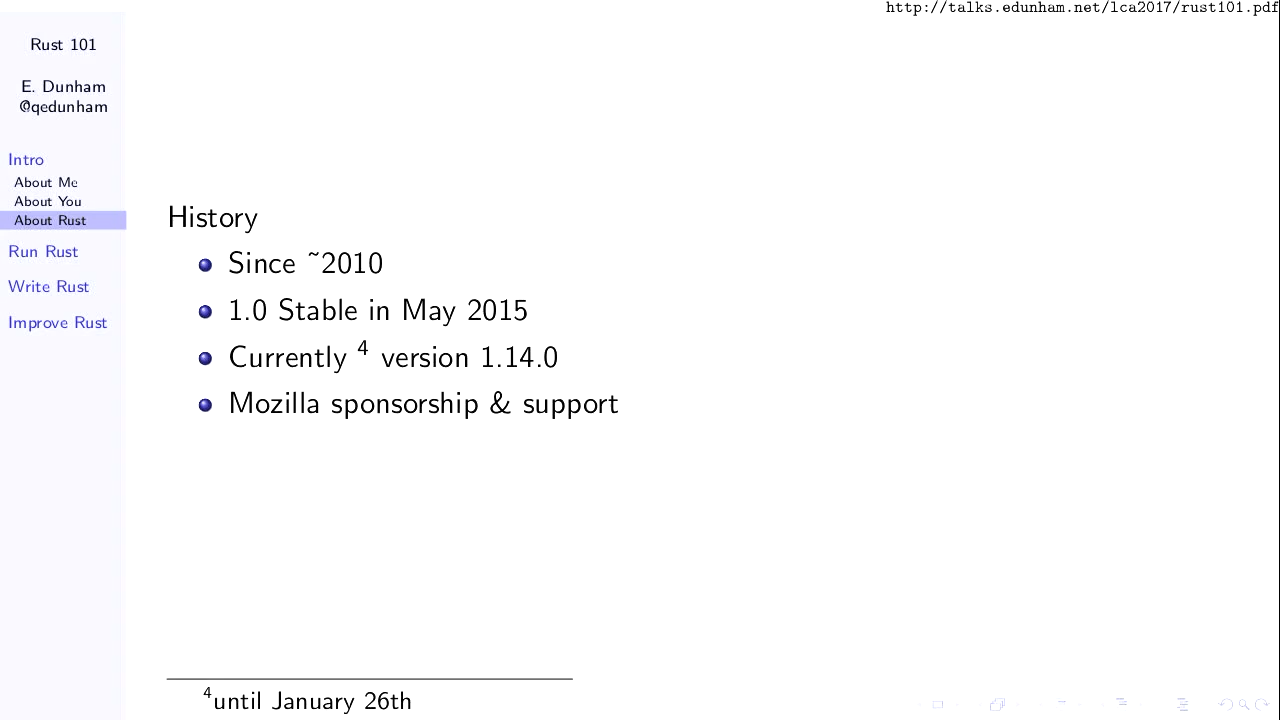 http://talks.edunham.net/lca2017/rust101.pdf
Rust 101
E. Dunham
@qedunham
Intro
About Me
About You
About Rust
Run Rust
Write Rust
Improve Rust
History
Since ˜2010
1.0 Stable in May 2015
Currently ⁴ version 1.14.0
Mozilla sponsorship & support
⁴until January 26th